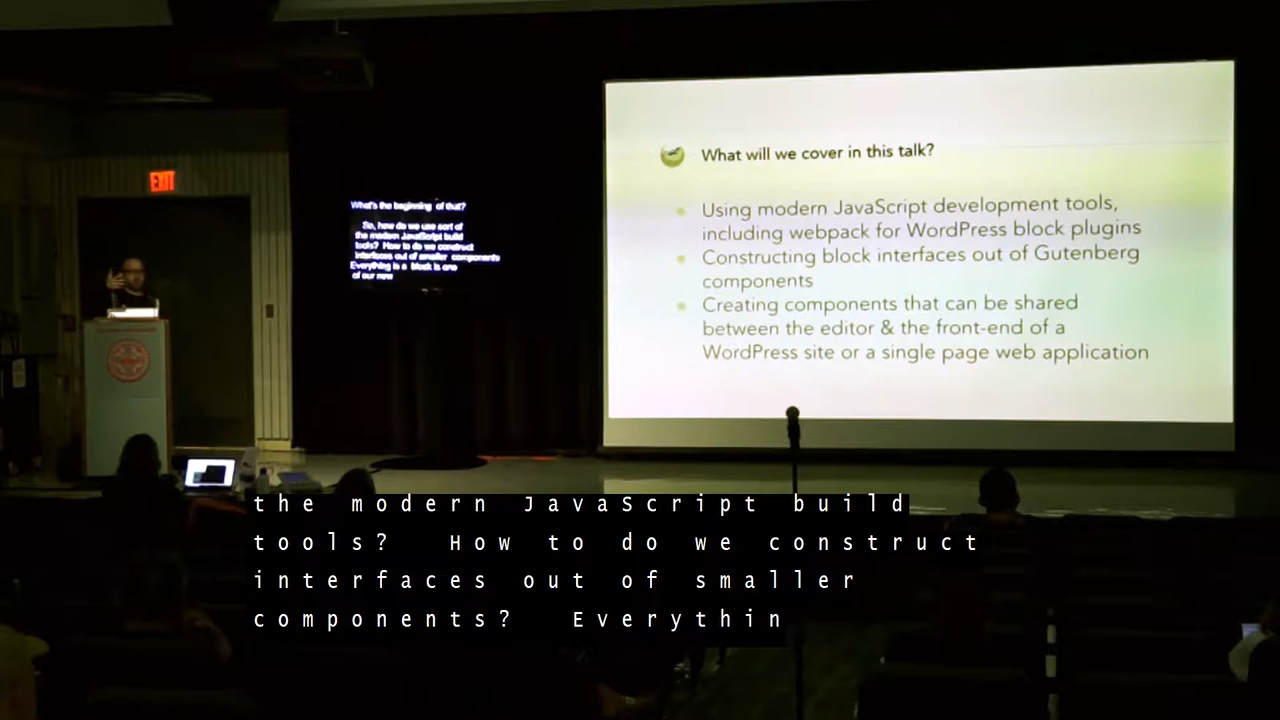 EXIT
What's the beginning of that?
So, how do we use sort of
the modern JavaScript build
tools? How to do we construct
interfaces out of smaller components
Everything is a block is one
of our new
What will we cover in this talk?
Using modern JavaScript development tools,
including webpack for WordPress block plugins
Constructing block interfaces out of Gutenberg
components
Creating components that can be shared
between the editor & the front-end of a
WordPress site or a single page web application
the modern JavaScript build
tools? How to do we construct
interfaces out of smaller
components? Everythin